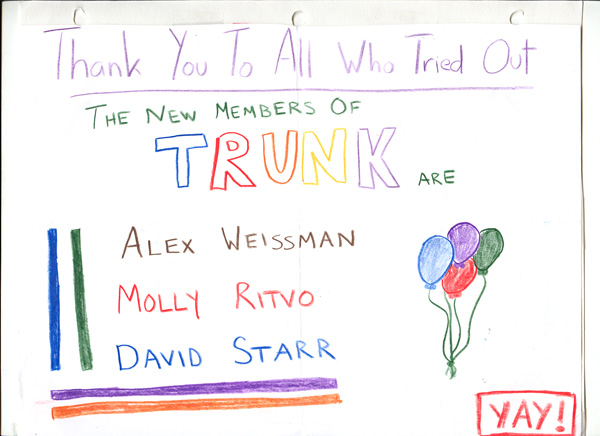 Thank You To All Who Tried Out
THE NEW MEMBERS OF
TRUNK ARE
ALEX WEISSMAN
MOLLY RITVO
DAVID STARR
YAY!